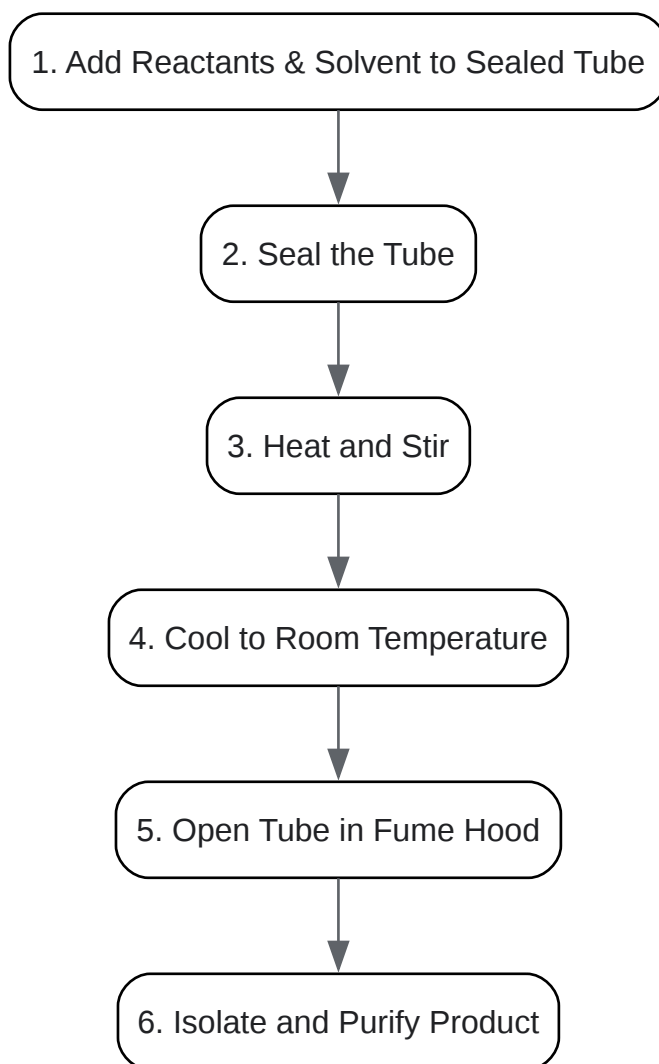 1. Add Reactants & Solvent to Sealed Tube
2. Seal the Tube
3. Heat and Stir
4. Cool to Room Temperature
5. Open Tube in Fume Hood
6. Isolate and Purify Product